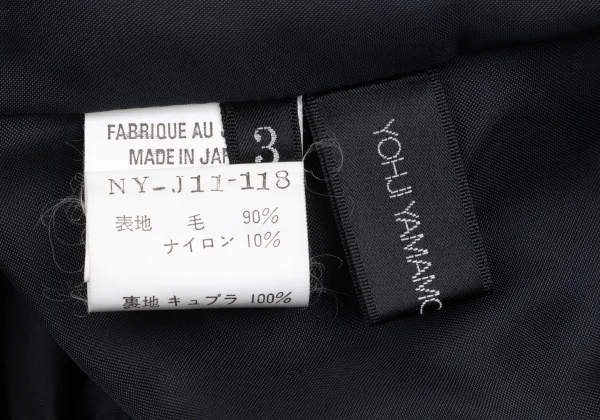 FABRIQUE AU
MADE IN JAP
3
NY-J11-118
表地 毛 90%
ナイロン 10%
裏地 キュプラ 100%
YOHJI YAMAMO